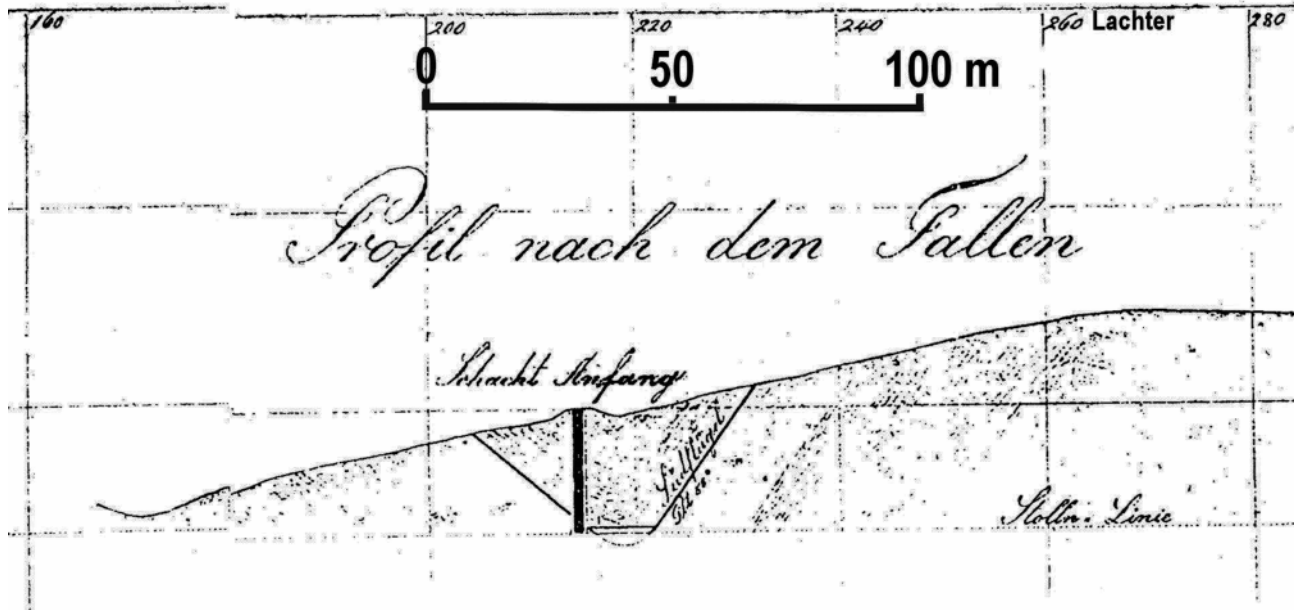 160 200 220 240 260 Lachter 280
0 50 100 m
Profil nach dem Fallen
Schacht Anfang
Stolln-Linie